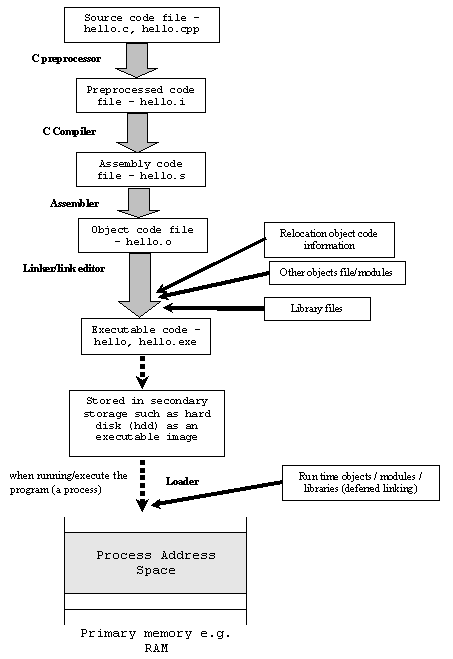 Source code file –
hello.c, hello.cpp
C preprocessor
Preprocessed code
file – hello.i
C Compiler
Assembly code
file – hello.s
Assembler
Object code file
– hello.o
Relocation object code
information
Linker/link editor
Other objects file/modules
Library files
Executable code –
hello, hello.exe
Stored in secondary
storage such as hard
disk (hdd) as an
executable image
when running/execute the
program (a process)
Loader
Run time objects / modules /
libraries (deferred linking)
Process Address
Space
Primary memory e.g.
RAM